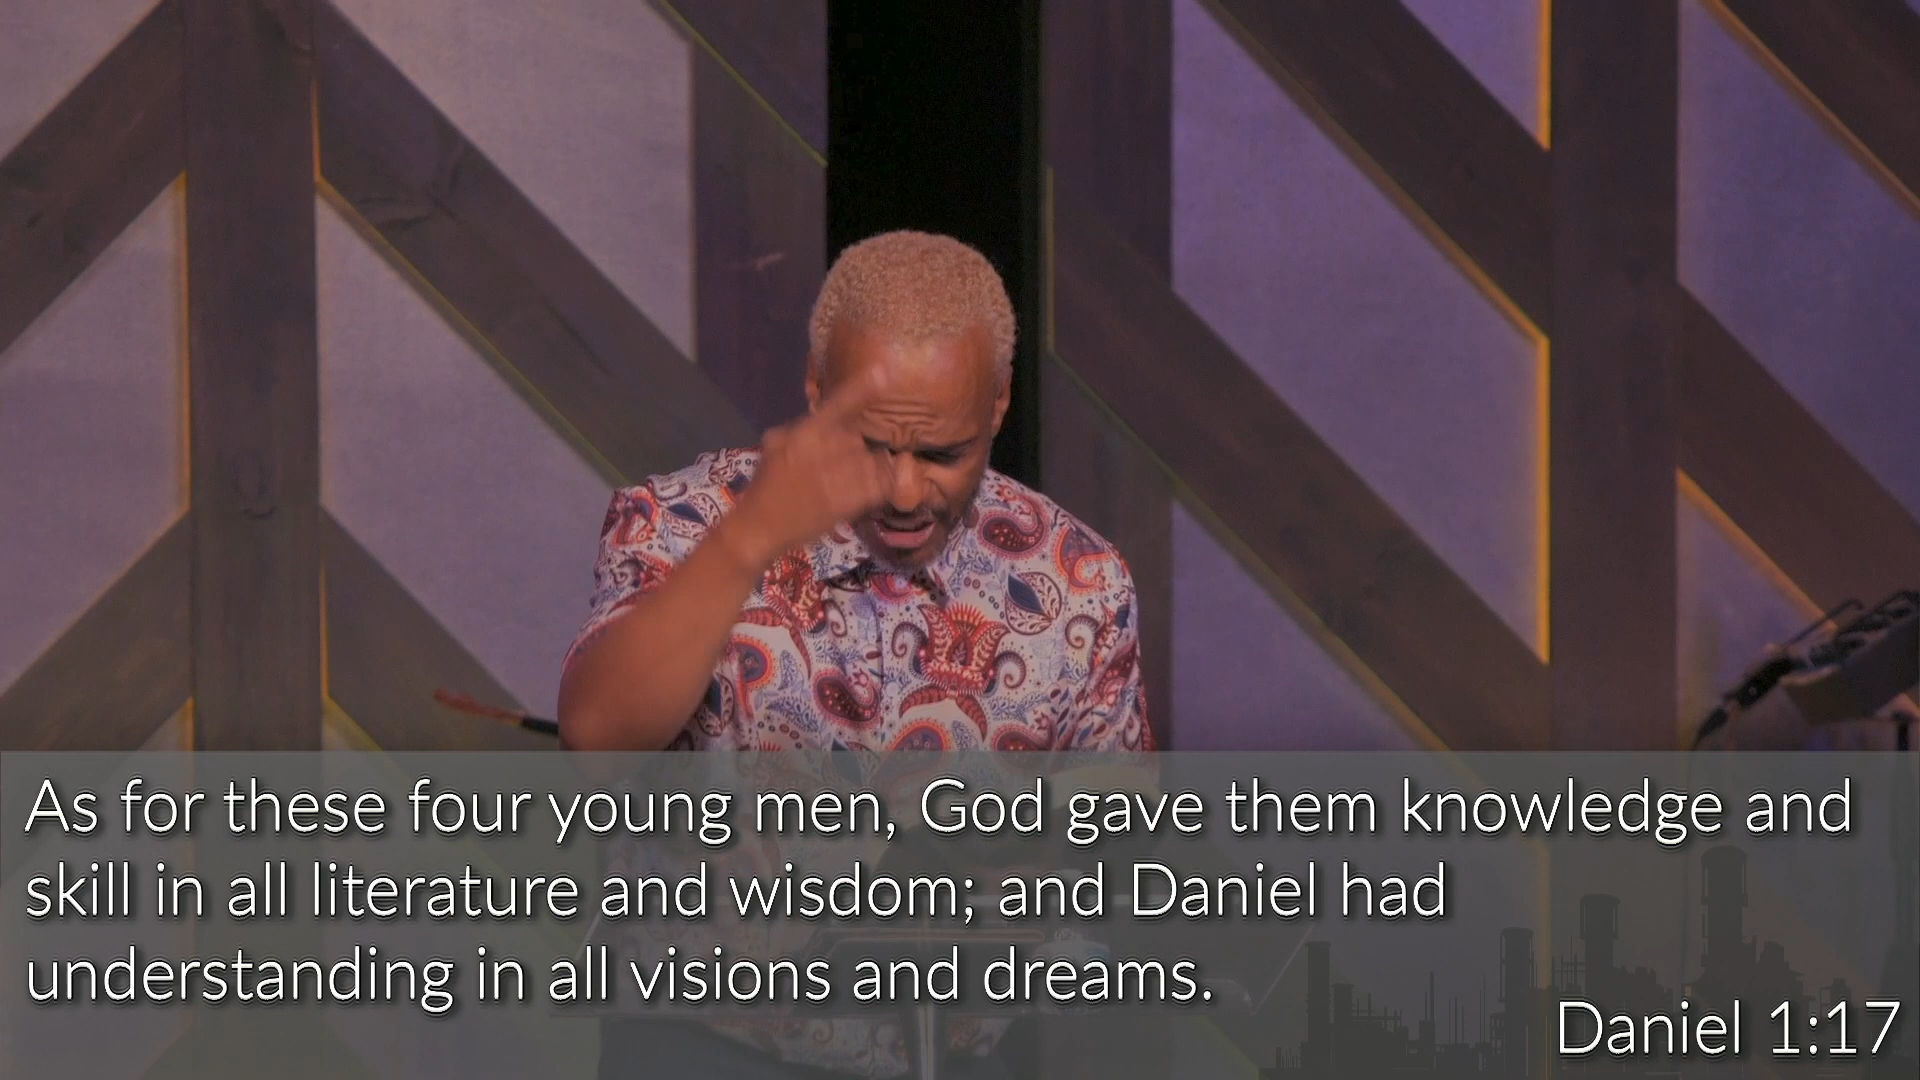 As for these four young men, God gave them knowledge and
skill in all literature and wisdom; and Daniel had
understanding in all visions and dreams.
Daniel 1:17